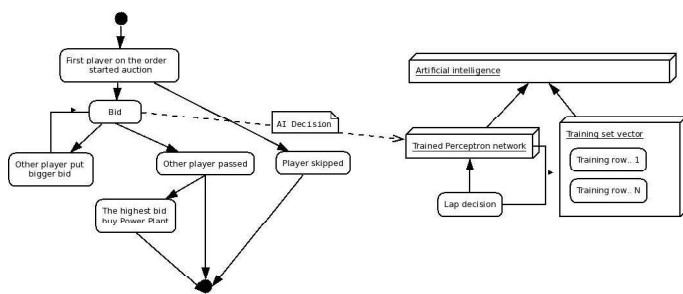 First player on the order
started auction
Artificial intelligence
Bid
AI Decision
Training set vector
Trained Perceptron network
Other player put
bigger bid
Other player passed
Player skipped
Training row.. 1
Training row.. N
Lap decision
The highest bid
buy Power Plant